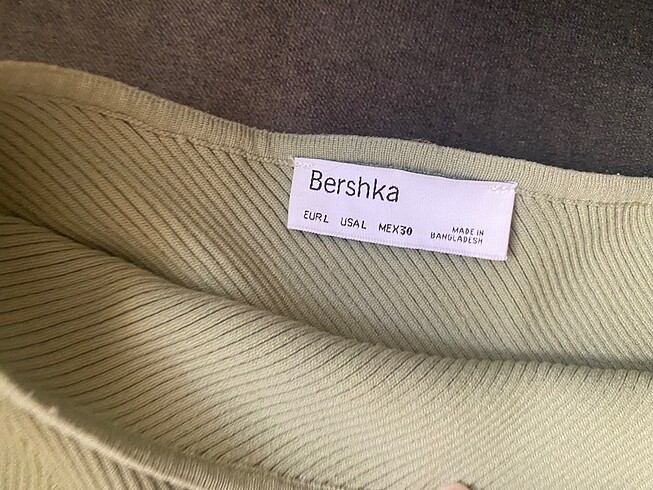 Bershka
EUR L USA L MEX 30
MADE IN
BANGLADESH